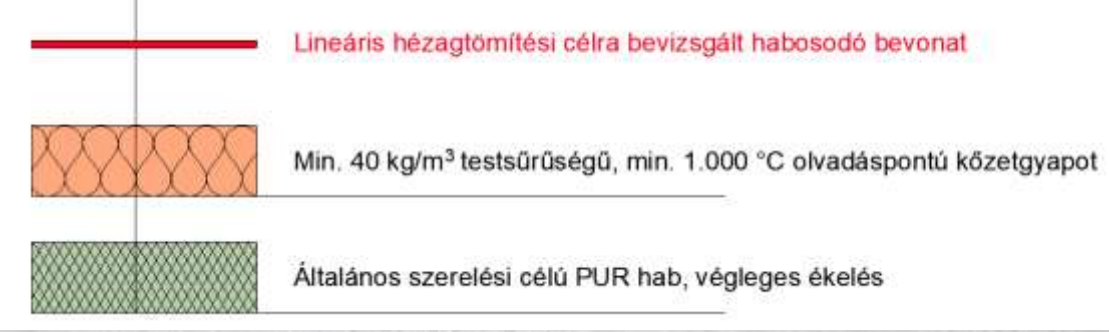 Lineáris hézagtömítési célra bevizsgált habosodó bevonat
Min. 40 kg/m³ testsűrűségű, min. 1.000 °C olvadáspontú kőzetgyapot
Általános szerelési célú PUR hab, végleges ékelés